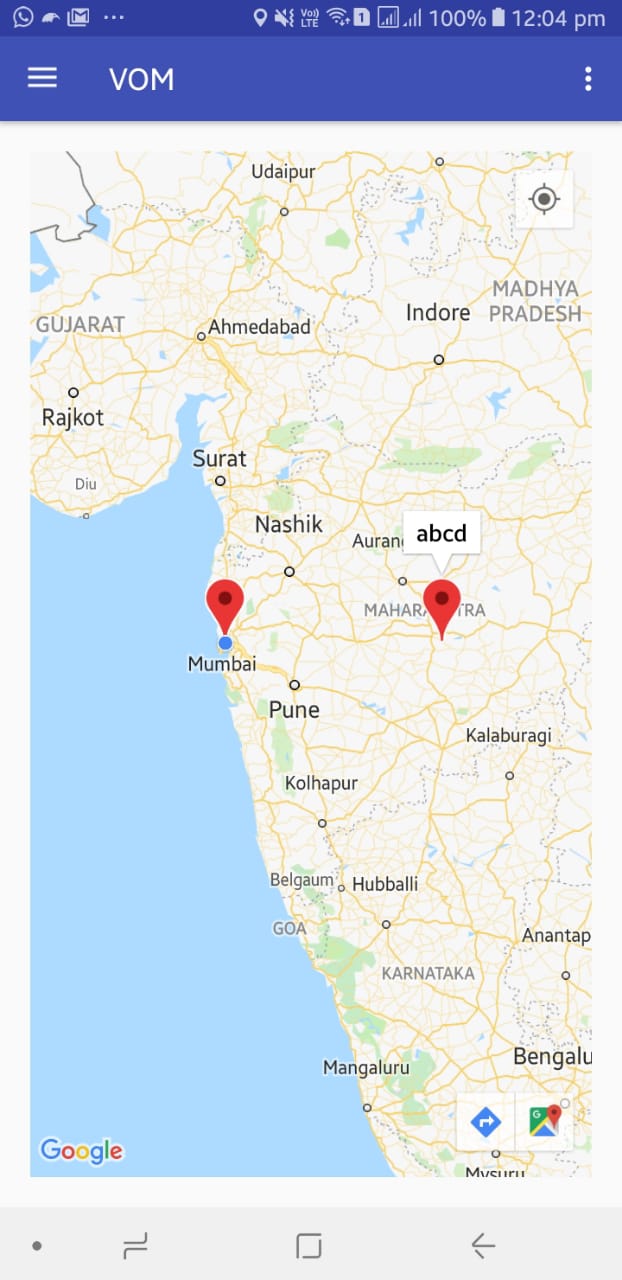 Vo))
LTE
1
100%
12:04 pm
VOM
Udaipur
MADHYA
PRADESH
Indore
GUJARAT
Ahmedabad
Rajkot
Surat
Diu
Nashik
abcd
Auran
MAHARA TRA
Mumbai
Pune
Kalaburagi
Kolhapur
Belgaum
Hubballi
GOA
Anantap
KARNATAKA
Bengalu
Mangaluru
G
Google
Mysuru